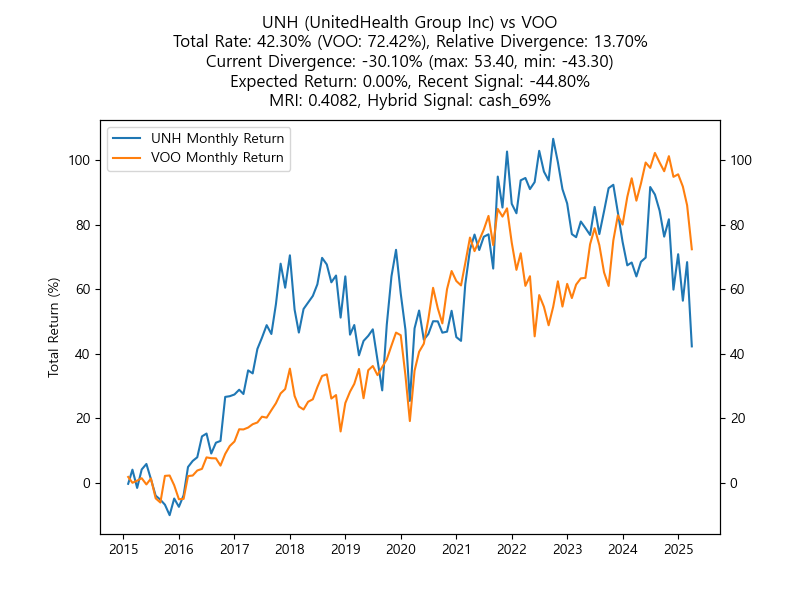 UNH (UnitedHealth Group Inc) vs VOO
Total Rate: 42.30% (VOO: 72.42%), Relative Divergence: 13.70%
Current Divergence: -30.10% (max: 53.40, min: -43.30)
Expected Return: 0.00%, Recent Signal: -44.80%
MRI: 0.4082, Hybrid Signal: cash_69%
UNH Monthly Return
VOO Monthly Return
Total Return (%)
100
80
60
40
20
0
100
80
60
40
20
0
2015 2016 2017 2018 2019 2020 2021 2022 2023 2024 2025